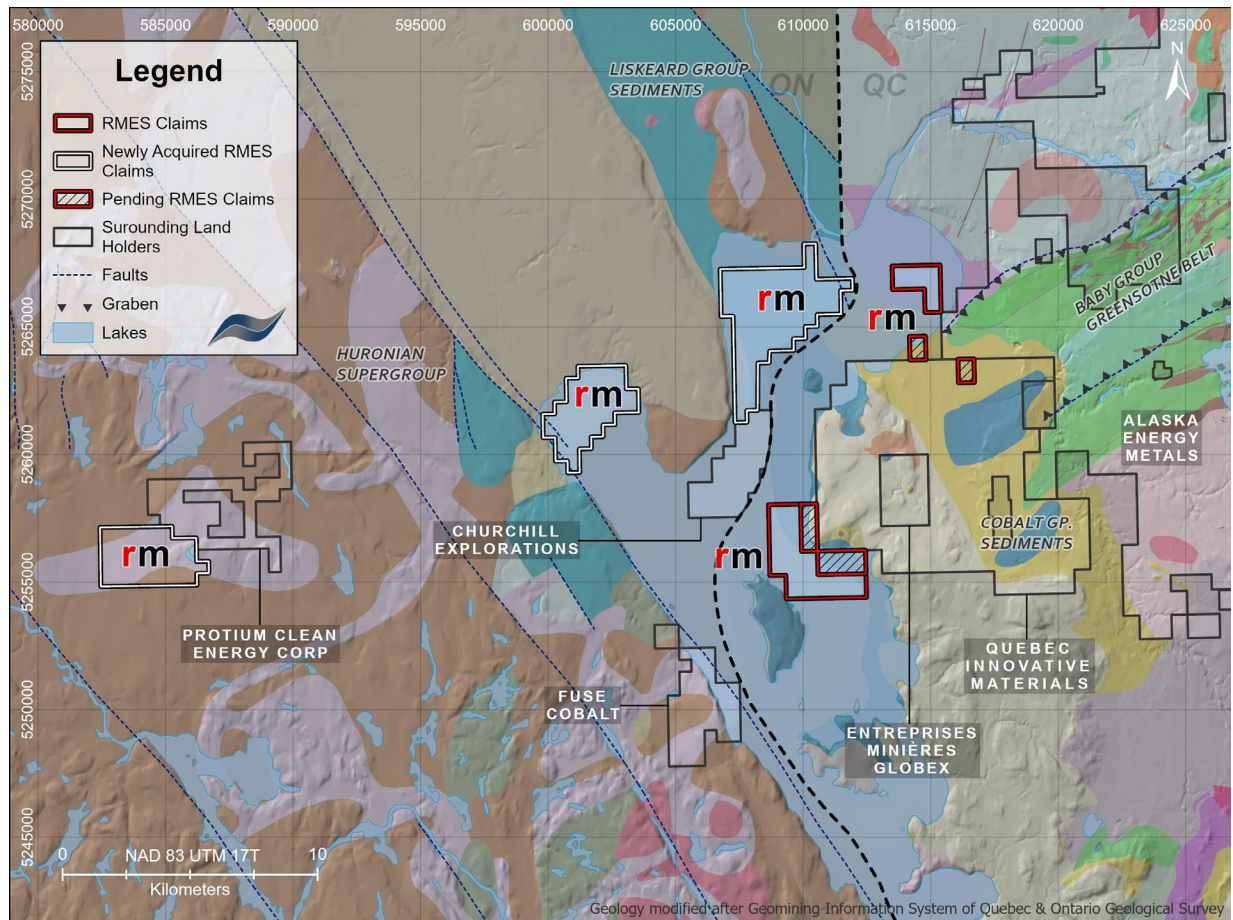 580000 585000 590000 595000 600000 605000 610000 615000 620000 625000
5275000
5270000
5265000
5260000
5255000
5250000
5245000
Legend
RMES Claims
Newly Acquired RMES
Claims
Pending RMES Claims
Surounding Land
Holders
Faults
Graben
Lakes
LISKEARD GROUP
SEDIMENTS
ON QC
N
HURONIAN
SUPERGROUP
BABY GROUP
GREENSOTNE BELT
rm
rm
rm
rm
rm
ALASKA
ENERGY
METALS
COBALT GP.
SEDIMENTS
CHURCHILL
EXPLORATIONS
PROTIUM CLEAN
ENERGY CORP
FUSE
COBALT
QUEBEC
INNOVATIVE
MATERIALS
ENTREPRISES
MINIÈRES
GLOBEX
0 NAD 83 UTM 17T 10
Kilometers
Geology modified after Geomining Information System of Quebec & Ontario Geological Survey